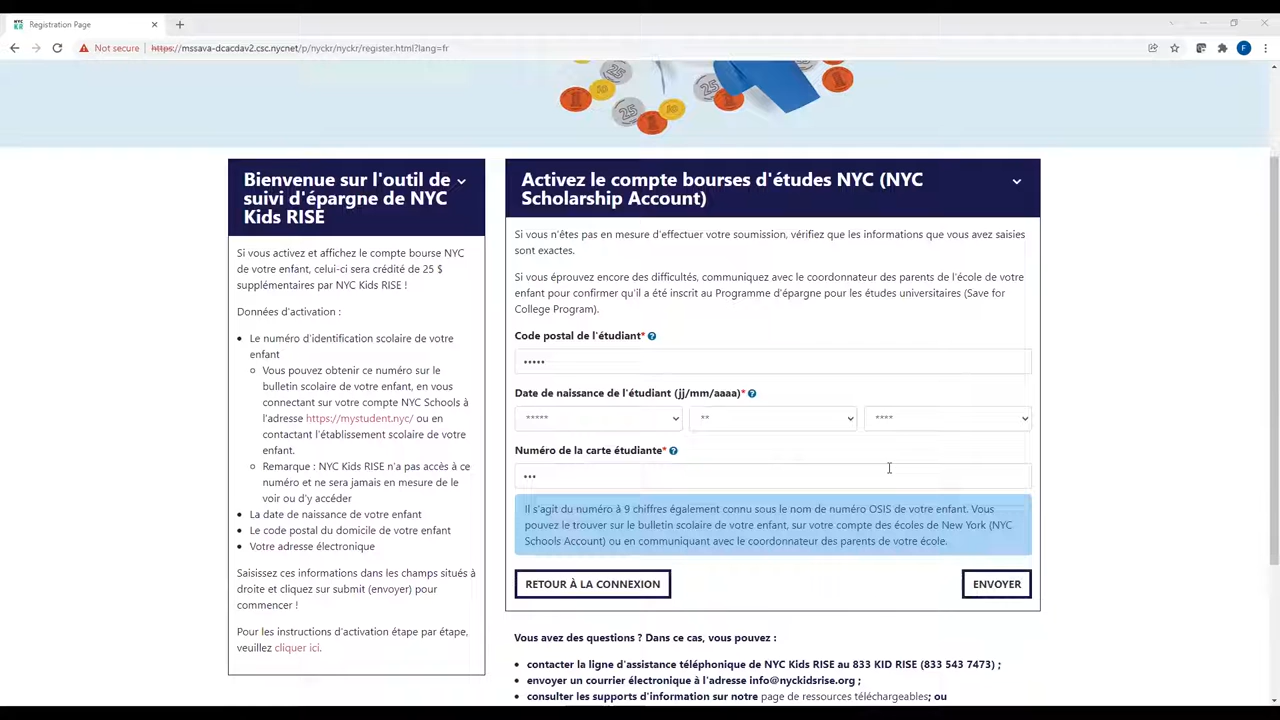 Registration Page
Not secure
https://mssava-dcacdav2.csc.nycnet/p/nyckr/nyckr/register.html?lang=fr
F
Bienvenue sur l'outil de
suivi d'épargne de NYC
Kids RISE
Si vous activez et affichez le compte bourse NYC
de votre enfant, celui-ci sera crédité de 25 $
supplémentaires par NYC Kids RISE !
Données d'activation :
Le numéro d'identification scolaire de votre
enfant
Vous pouvez obtenir ce numéro sur le
bulletin scolaire de votre enfant, en vous
connectant sur votre compte NYC Schools à
l'adresse https://mystudent.nyc/ ou en
contactant l'établissement scolaire de votre
enfant.
Remarque : NYC Kids RISE n'a pas accès à ce
numéro et ne sera jamais en mesure de le
voir ou d'y accéder
La date de naissance de votre enfant
Le code postal du domicile de votre enfant
Votre adresse électronique
Saisissez ces informations dans les champs situés à
droite et cliquez sur submit (envoyer) pour
commencer !
Pour les instructions d'activation étape par étape,
veuillez cliquer ici.
Activez le compte bourses d'études NYC (NYC
Scholarship Account)
Si vous n'êtes pas en mesure d'effectuer votre soumission, vérifiez que les informations que vous avez saisies
sont exactes.
Si vous éprouvez encore des difficultés, communiquez avec le coordonnateur des parents de l'école de votre
enfant pour confirmer qu'il a été inscrit au Programme d'épargne pour les études universitaires (Save for
College Program).
Code postal de l'étudiant*
•••••
Date de naissance de l'étudiant (jj/mm/aaaa)*
***** ** ****
Numéro de la carte étudiante*
•••
Il s'agit du numéro à 9 chiffres également connu sous le nom de numéro OSIS de votre enfant. Vous
pouvez le trouver sur le bulletin scolaire de votre enfant, sur votre compte des écoles de New York (NYC
Schools Account) ou en communiquant avec le coordonnateur des parents de votre école.
RETOUR À LA CONNEXION
ENVOYER
Vous avez des questions ? Dans ce cas, vous pouvez :
contacter la ligne d'assistance téléphonique de NYC Kids RISE au 833 KID RISE (833 543 7473) ;
envoyer un courrier électronique à l'adresse info@nyckidsrise.org ;
consulter les supports d'information sur notre page de ressources téléchargeables; ou